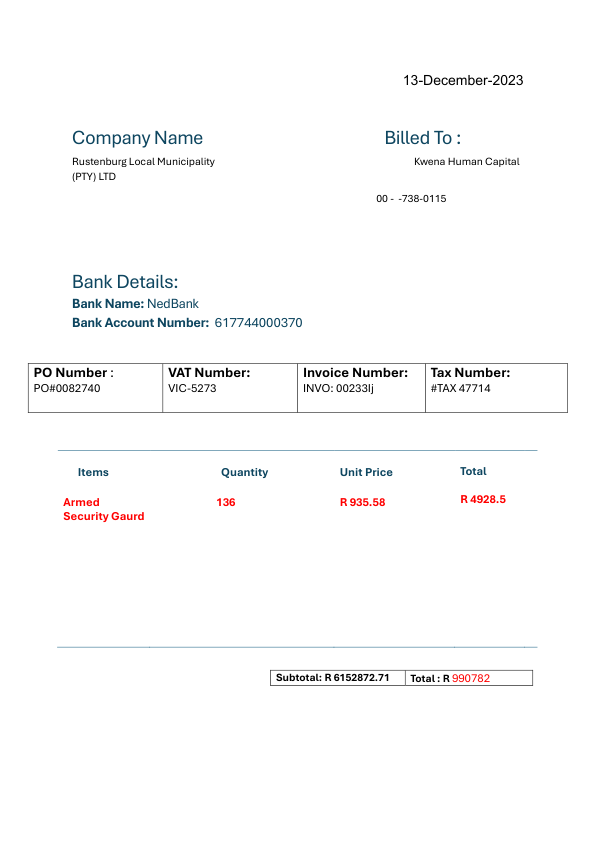 13-December-2023
Company Name
Billed To :
Rustenburg Local Municipality
(PTY) LTD
Kwena Human Capital
00 - -738-0115
Bank Details:
Bank Name: NedBank
Bank Account Number: 617744000370
PO Number : VAT Number: Invoice Number: Tax Number:
PO#0082740 VIC-5273 INVO: 00233lj #TAX 47714
Items Quantity Unit Price Total
Armed 136 R 935.58 R 4928.5
Security Gaurd
Subtotal: R 6152872.71 Total : R 990782